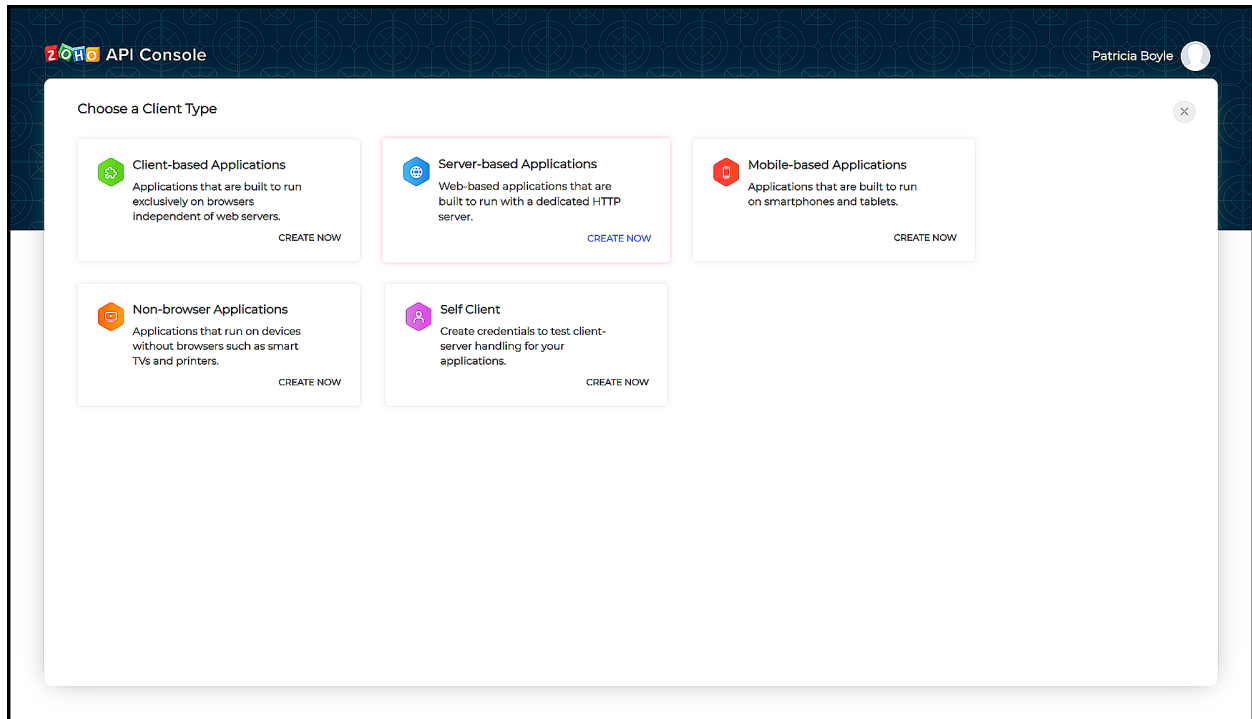 ZOHO API Console
Patricia Boyle
Choose a Client Type
Client-based Applications
Applications that are built to run
exclusively on browsers
independent of web servers.
CREATE NOW
Server-based Applications
Web-based applications that are
built to run with a dedicated HTTP
server.
CREATE NOW
Mobile-based Applications
Applications that are built to run
on smartphones and tablets.
CREATE NOW
Non-browser Applications
Applications that run on devices
without browsers such as smart
TVs and printers.
CREATE NOW
Self Client
Create credentials to test client-
server handling for your
applications.
CREATE NOW